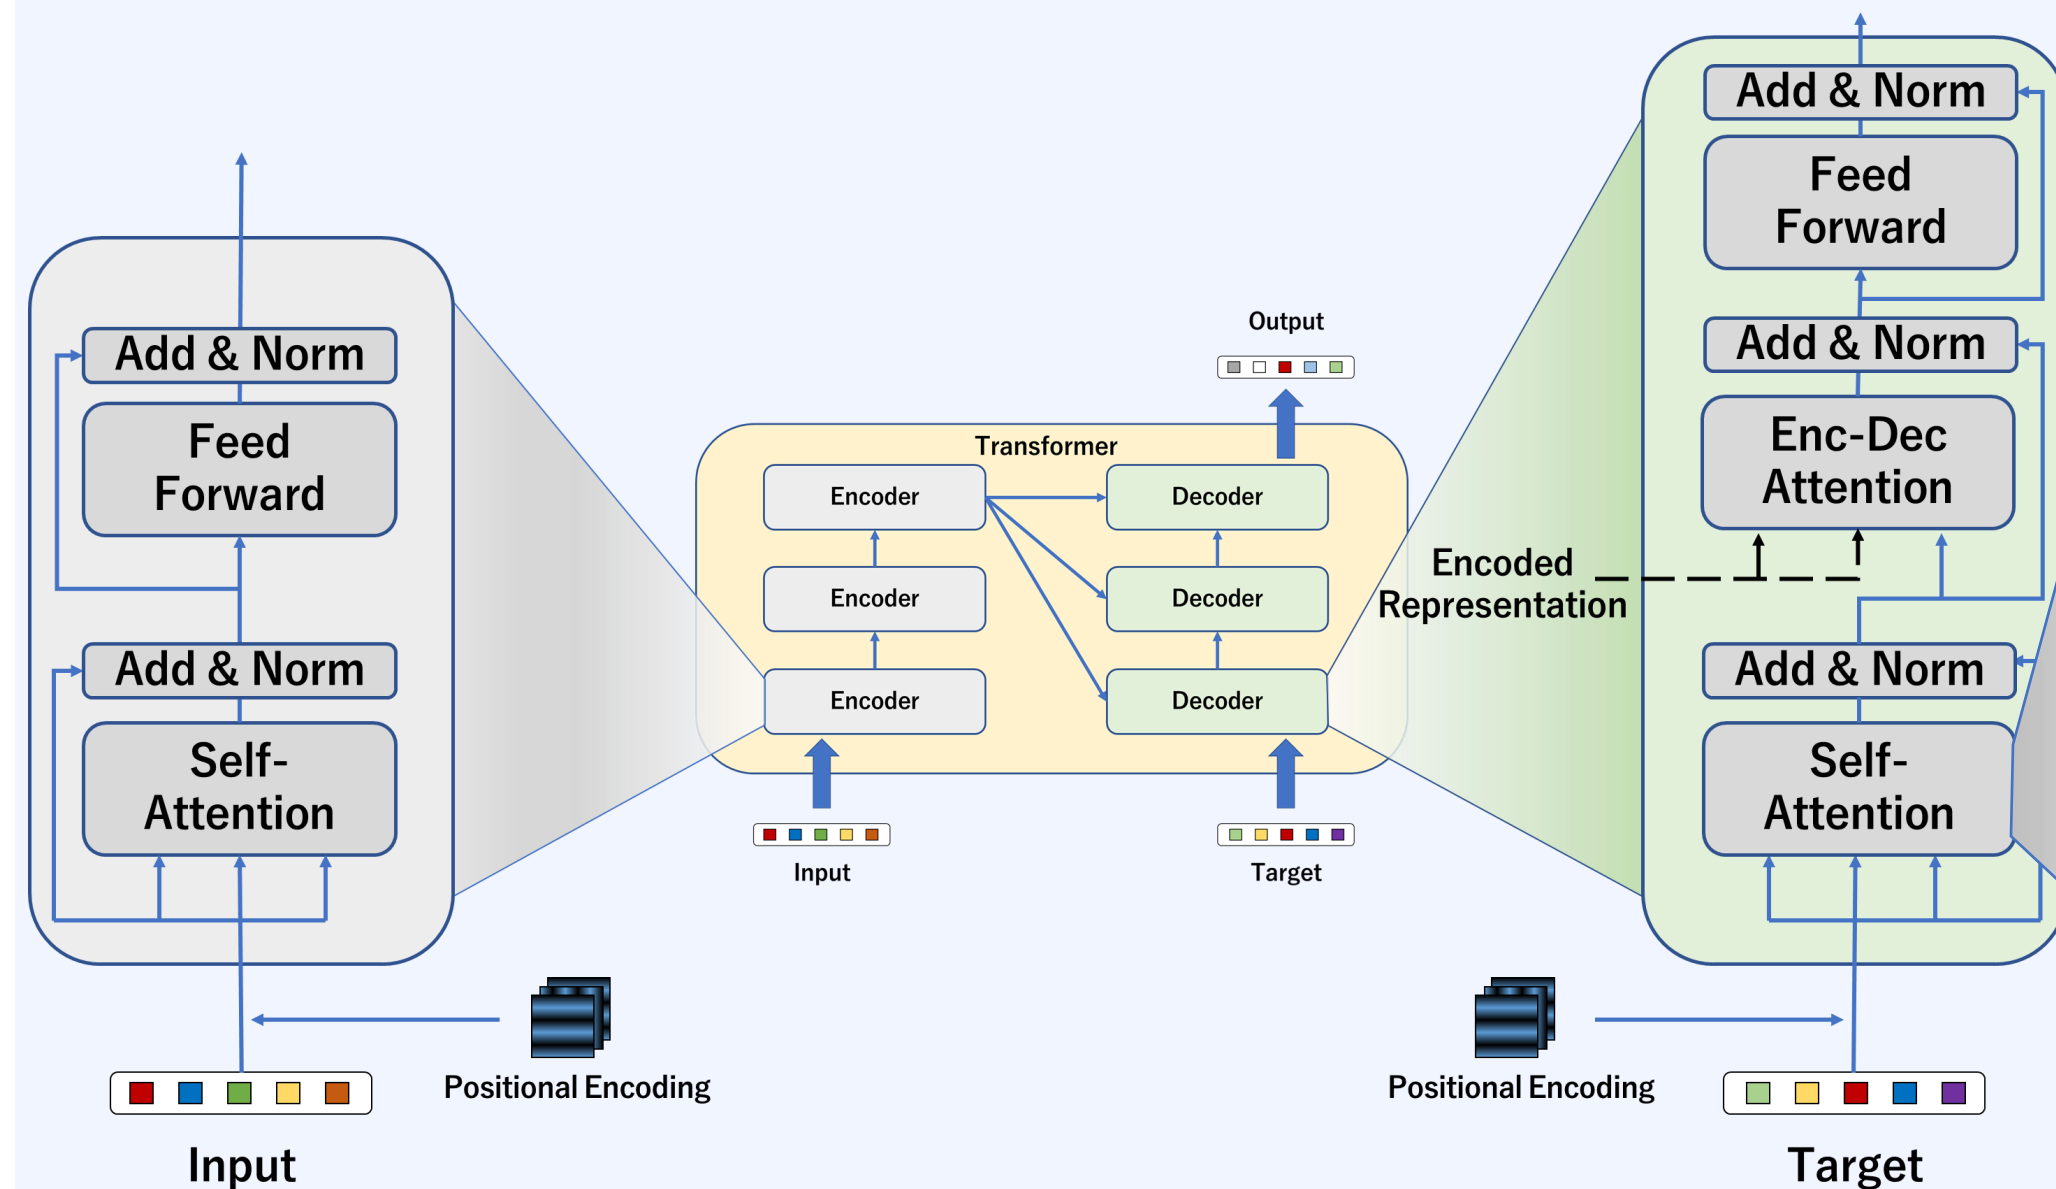 Add & Norm
Feed
Forward
Add & Norm
Self-
Attention
Positional Encoding
Input
Output
Transformer
Encoder
Decoder
Encoder
Decoder
Encoder
Decoder
Input
Target
Add & Norm
Feed
Forward
Add & Norm
Enc-Dec
Attention
Encoded
Representation
Add & Norm
Self-
Attention
Positional Encoding
Target